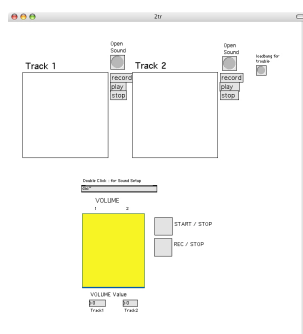 2tr
Open
Sound
Track 1
record
play
stop
Open
Sound
Track 2
record
play
stop
loadbang for
trouble
Double Click - for Sound Setup
VOLUME
1 2
START / STOP
REC / STOP
VOLUME Value
Track1 Track2